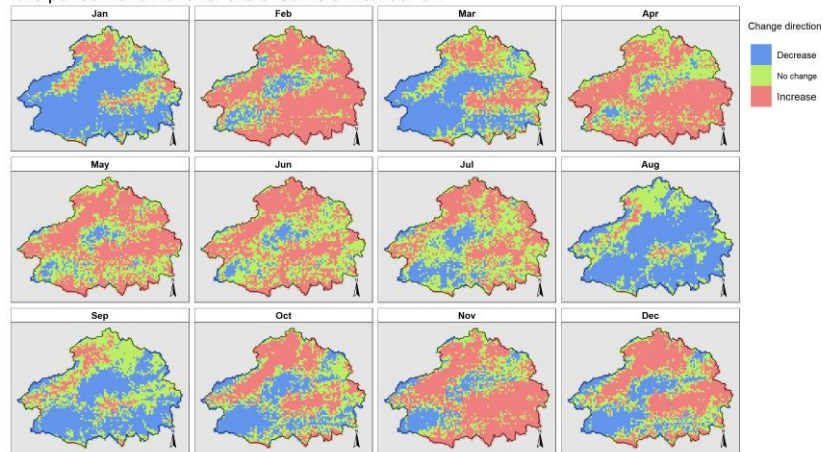 Jan
Feb
Mar
Apr
Change direction
Decrease
No change
Increase
May
Jun
Jul
Aug
Sep
Oct
Nov
Dec